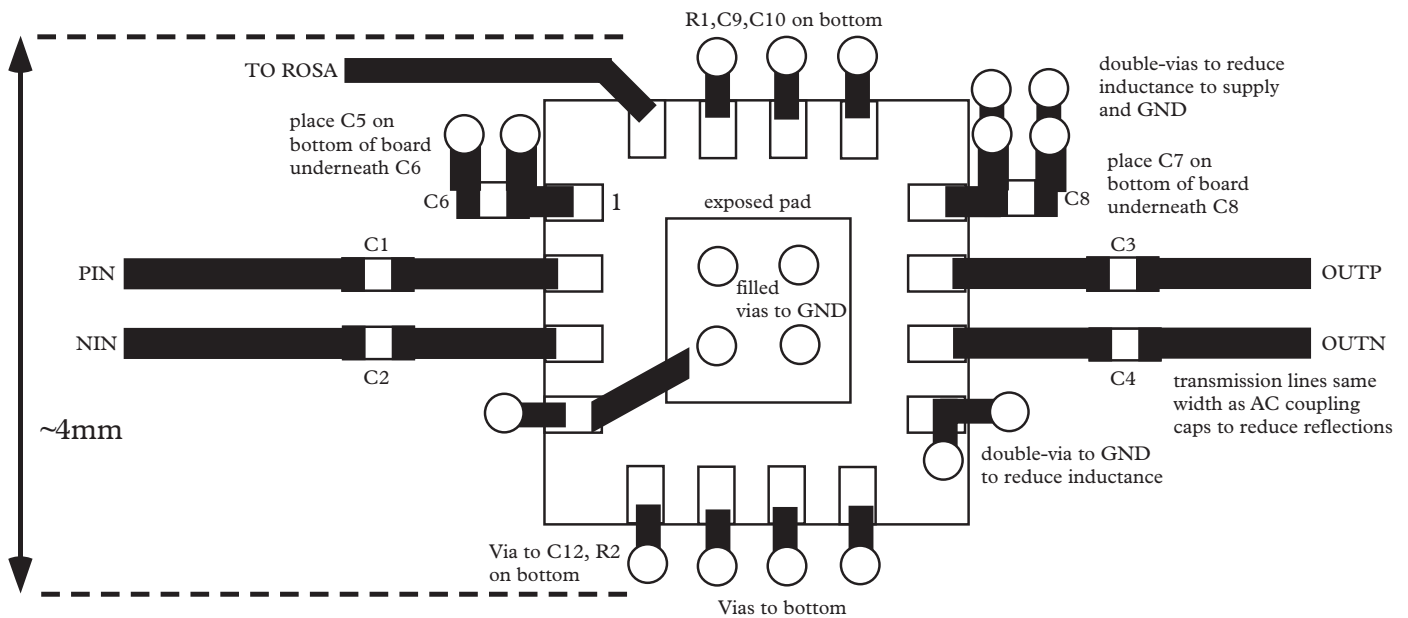 R1,C9,C10 on bottom
TO ROSA
double-vias to reduce
inductance to supply
and GND
place C5 on
bottom of board
underneath C6
place C7 on
bottom of board
underneath C8
C6
1
exposed pad
C8
C1
C3
PIN
filled
vias to GND
OUTP
NIN
OUTN
C2
C4
transmission lines same
width as AC coupling
caps to reduce reflections
~4mm
double-via to GND
to reduce inductance
Via to C12, R2
on bottom
Vias to bottom